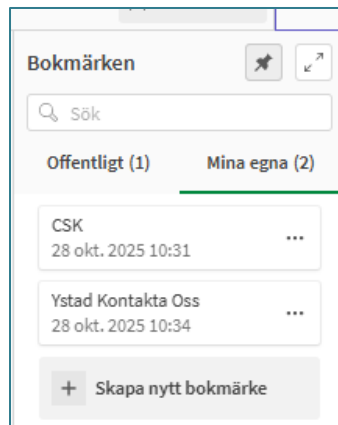 Bokmärken
Sök
Offentligt (1) Mina egna (2)
CSK
28 okt. 2025 10:31
Ystad Kontakta Oss
28 okt. 2025 10:34
Skapa nytt bokmärke